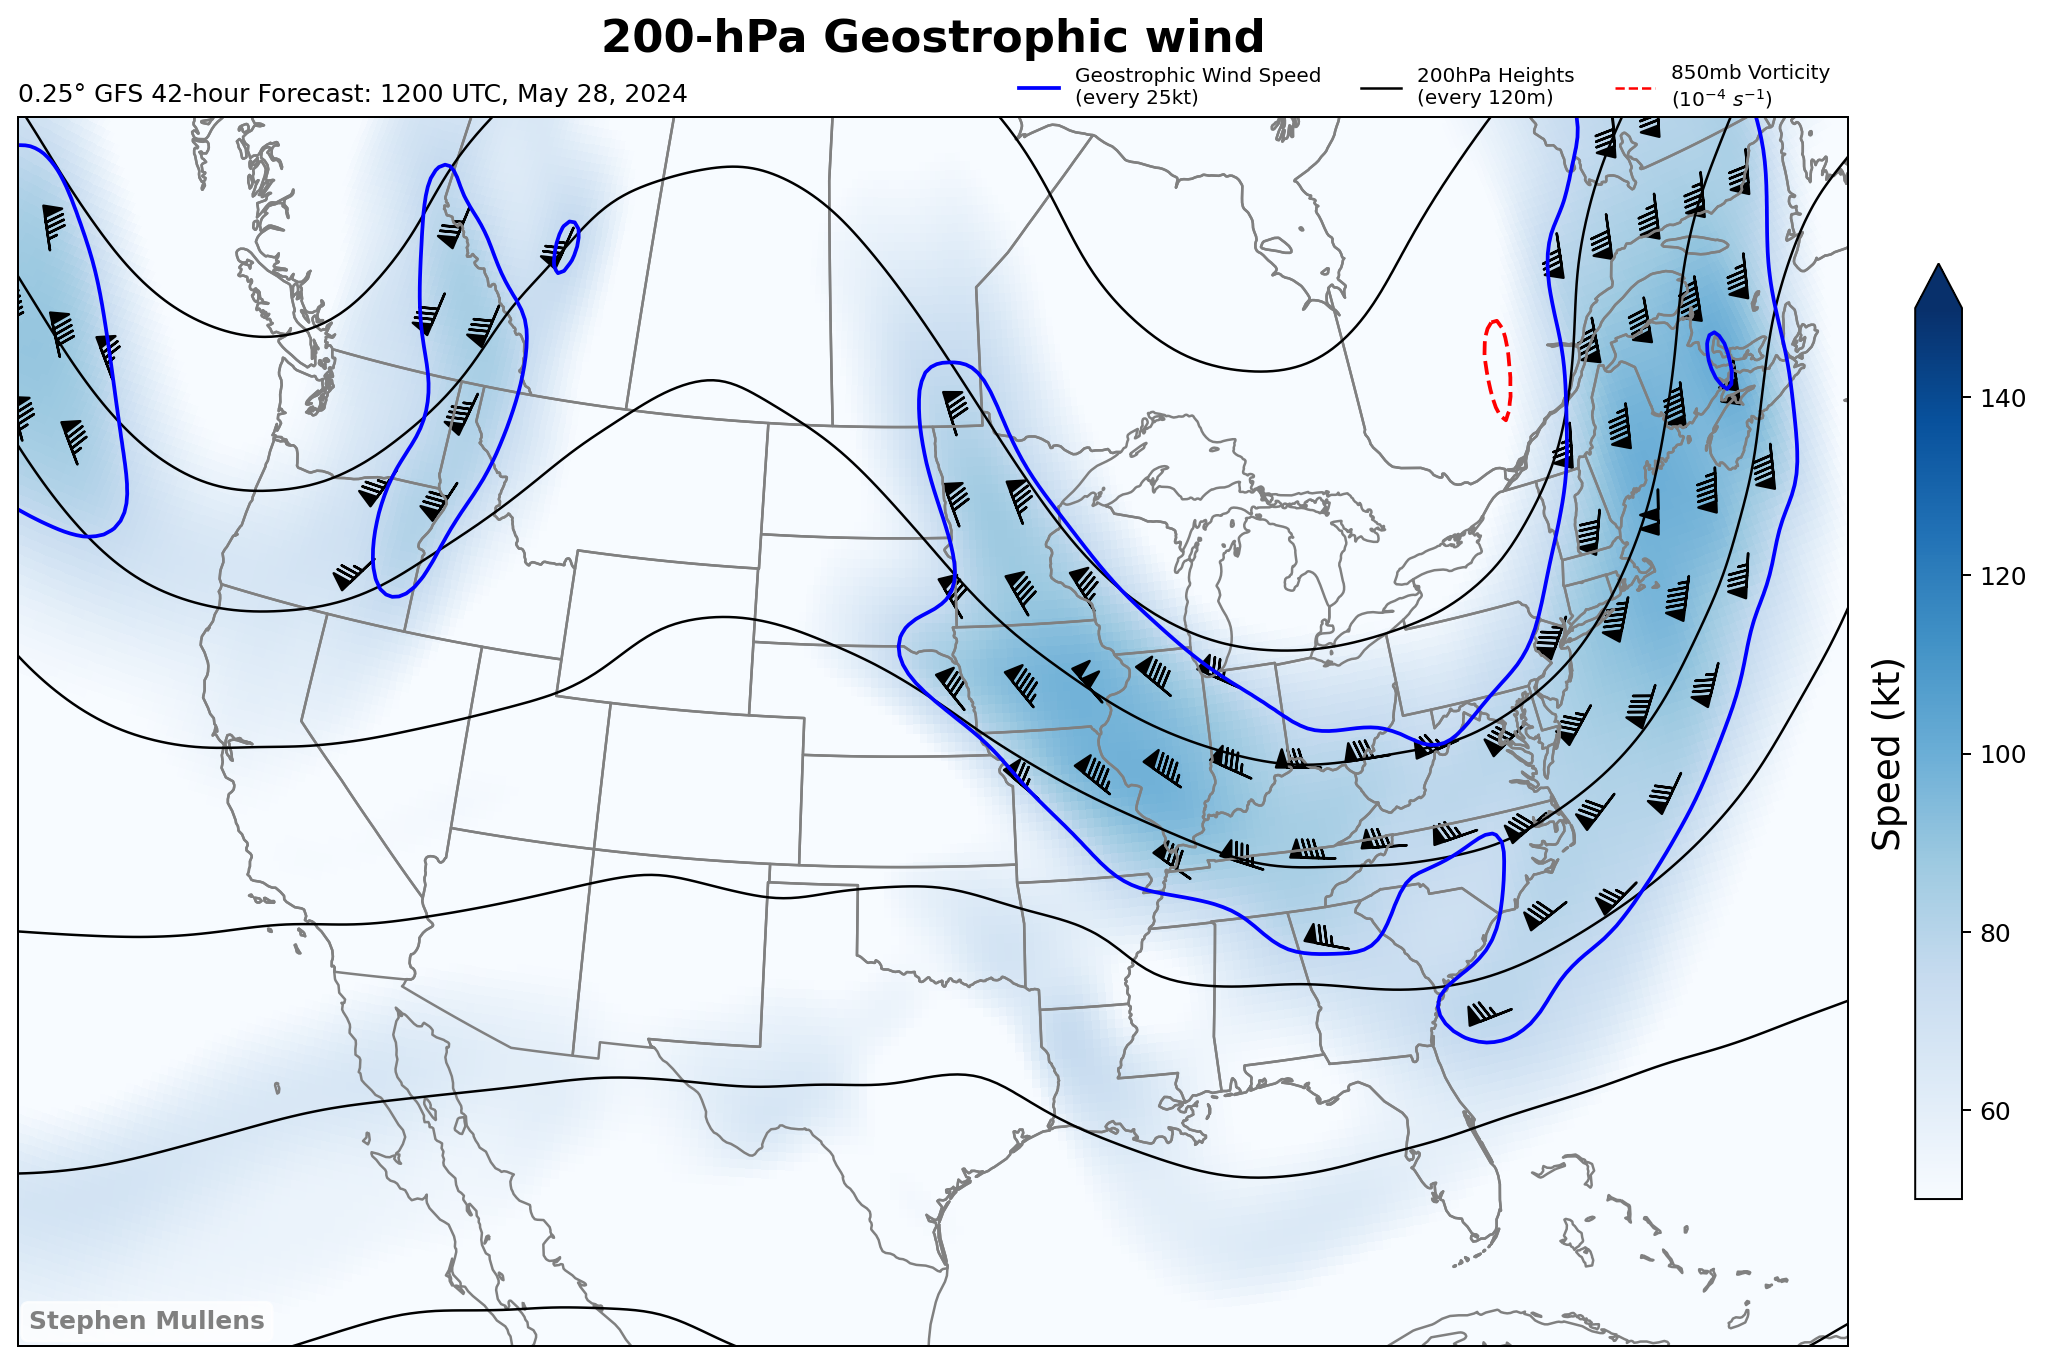 200-hPa Geostrophic wind
0.25° GFS 42-hour Forecast: 1200 UTC, May 28, 2024
Geostrophic Wind Speed
(every 25kt)
200hPa Heights
(every 120m)
850mb Vorticity
(10⁻⁴ s⁻¹)
140
120
100
80
60
Speed (kt)
Stephen Mullens